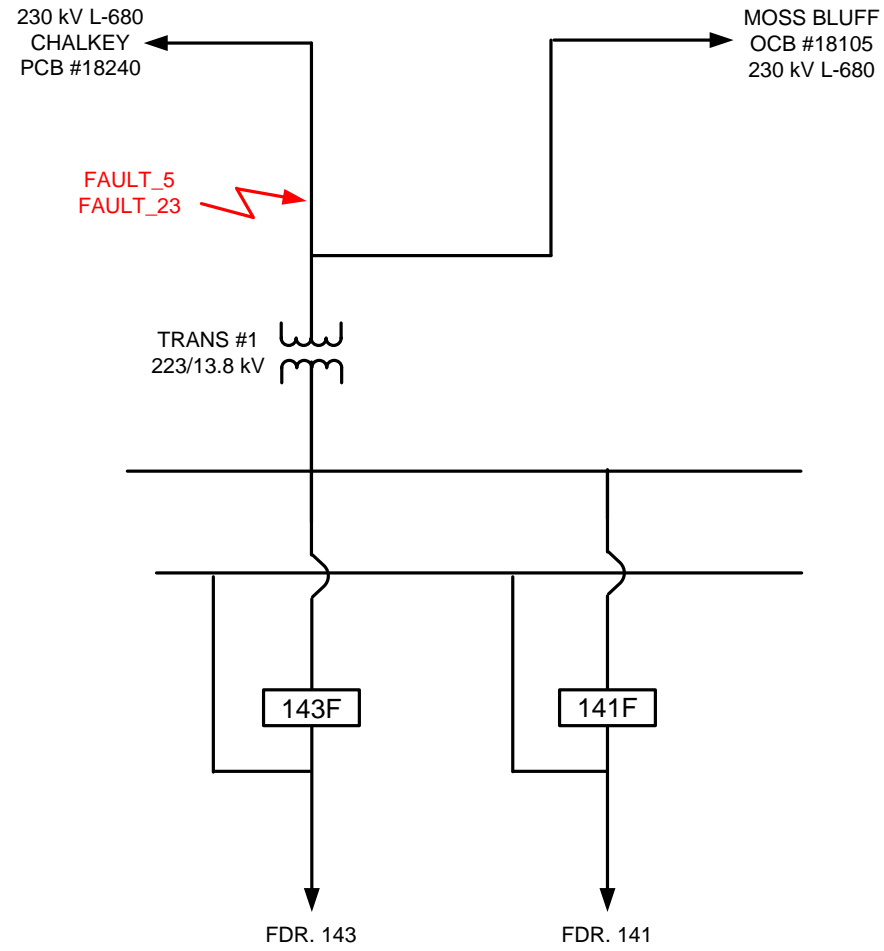 230 kV L-680
CHALKEY
PCB #18240
MOSS BLUFF
OCB #18105
230 kV L-680
FAULT_5
FAULT_23
TRANS #1
223/13.8 kV
143F
141F
FDR. 143
FDR. 141